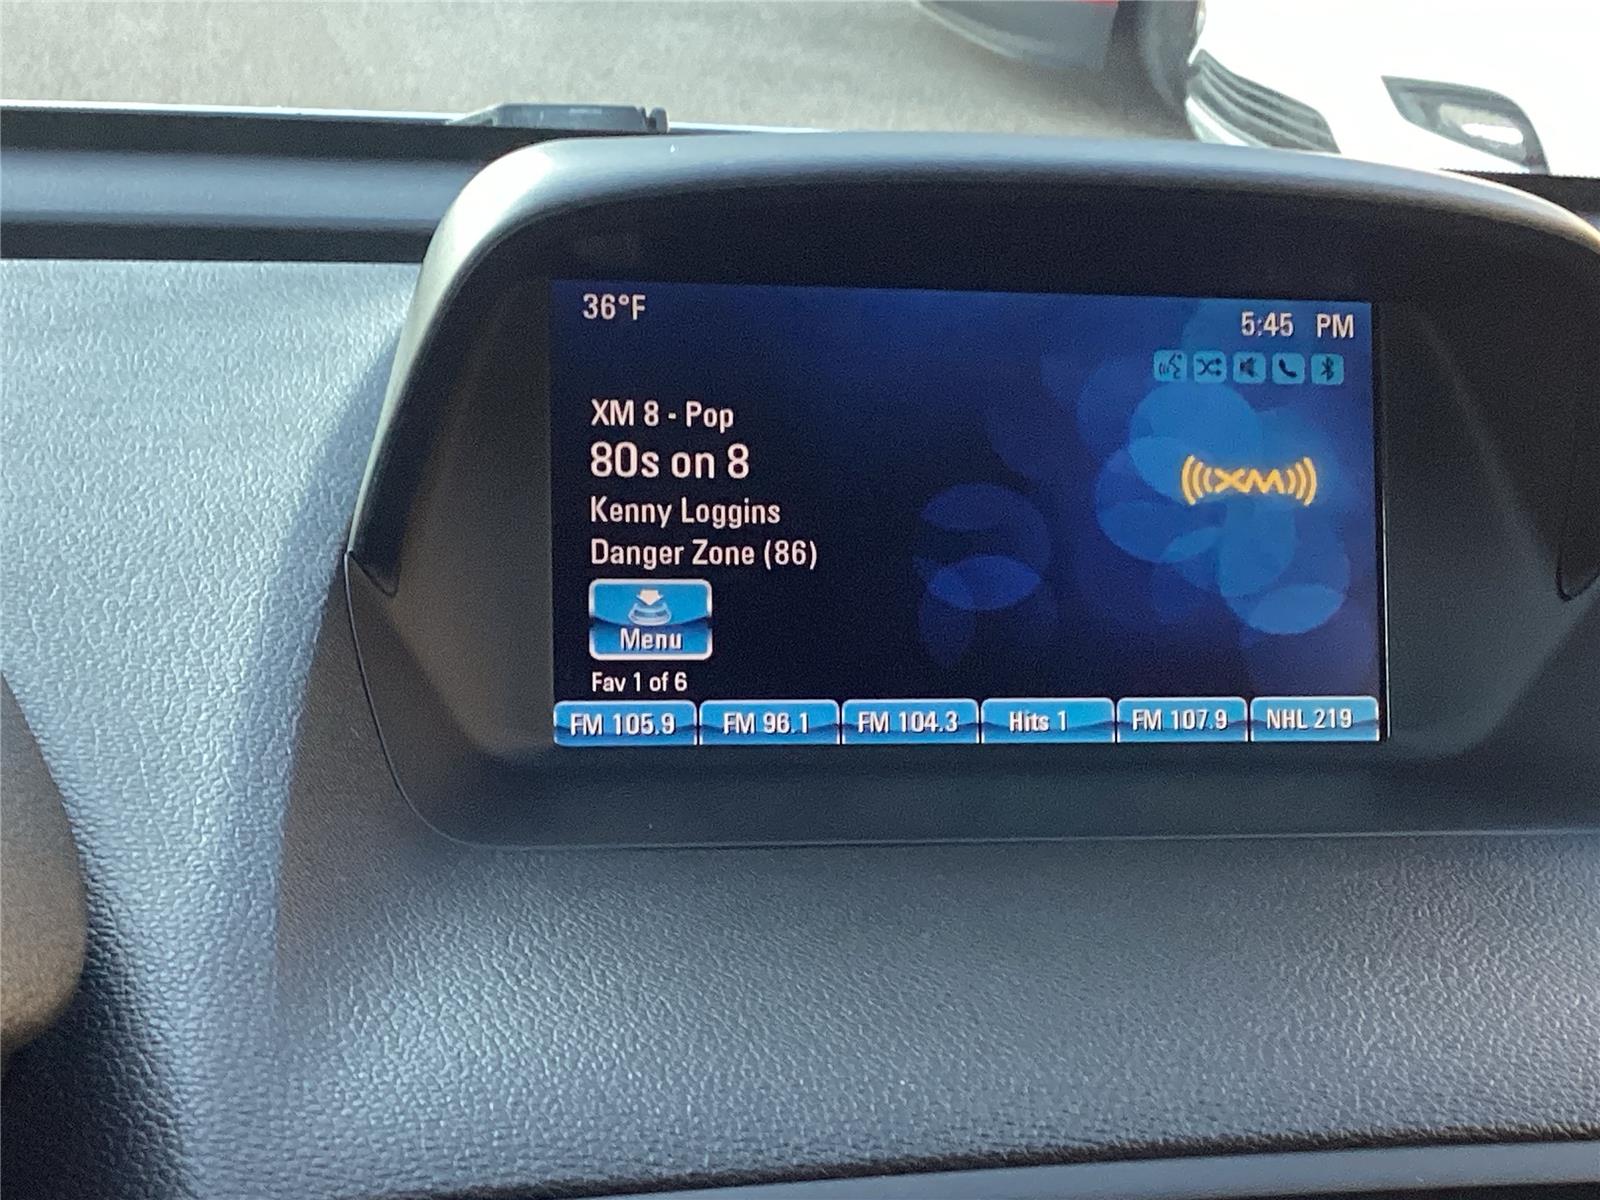 36°F
5:45 PM
XM 8 - Pop
80s on 8
XM
Kenny Loggins
Danger Zone (86)
Menu
Fav 1 of 6
FM 105.9 FM 96.1 FM 104.3 Hits 1 FM 107.9 NHL 219